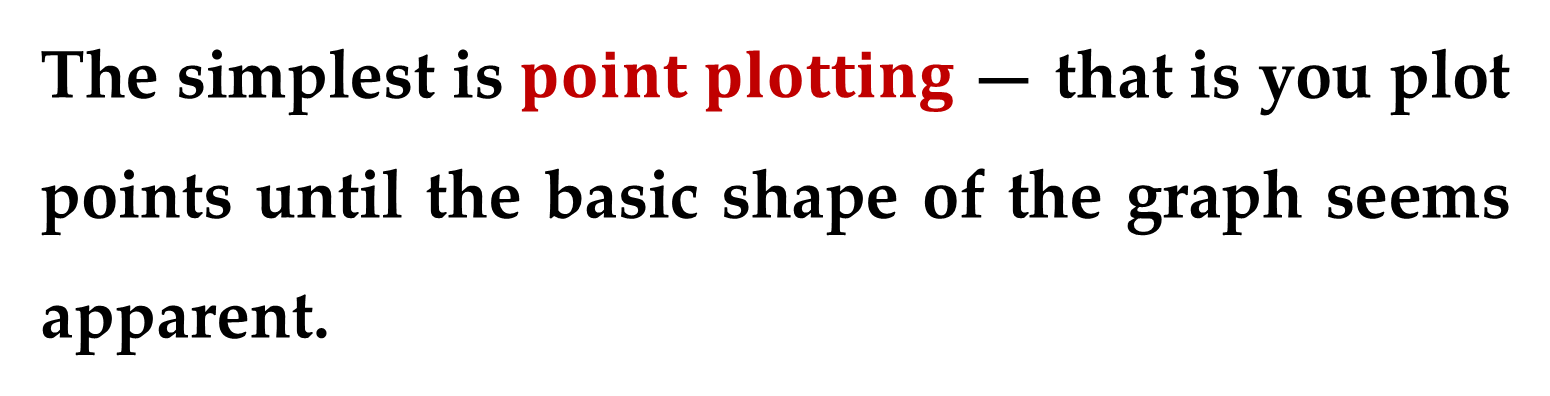 The simplest is point plotting — that is you plot
points until the basic shape of the graph seems
apparent.